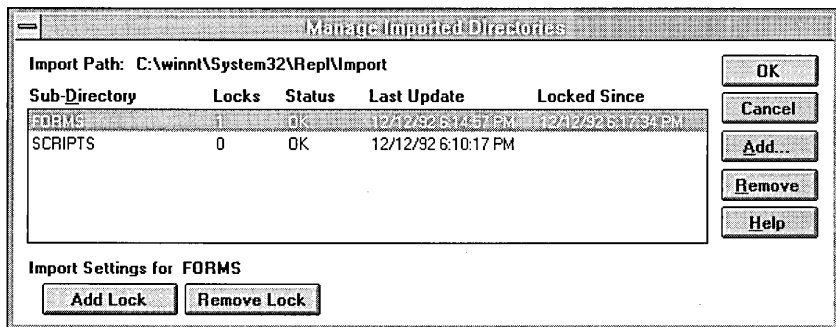 Manage Imported Directories
Import Path: C:\winnt\System32\Repl\Import
OK
Sub-Directory Locks Status Last Update Locked Since
Cancel
FORMS 1 OK 12/12/92 6:14:57 PM 12/12/92 6:17:34 PM
SCRIPTS 0 OK 12/12/92 6:10:17 PM
Add...
Remove
Help
Import Settings for FORMS
Add Lock Remove Lock